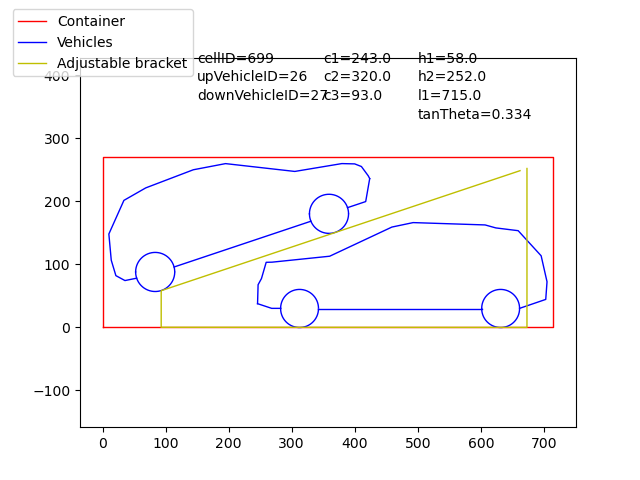 Container
Vehicles
Adjustable bracket
cellID=699 c1=243.0 h1=58.0
upVehicleID=26 c2=320.0 h2=252.0
downVehicleID=27 c3=93.0 l1=715.0
tanTheta=0.334
400
300
200
100
0
−100
0 100 200 300 400 500 600 700